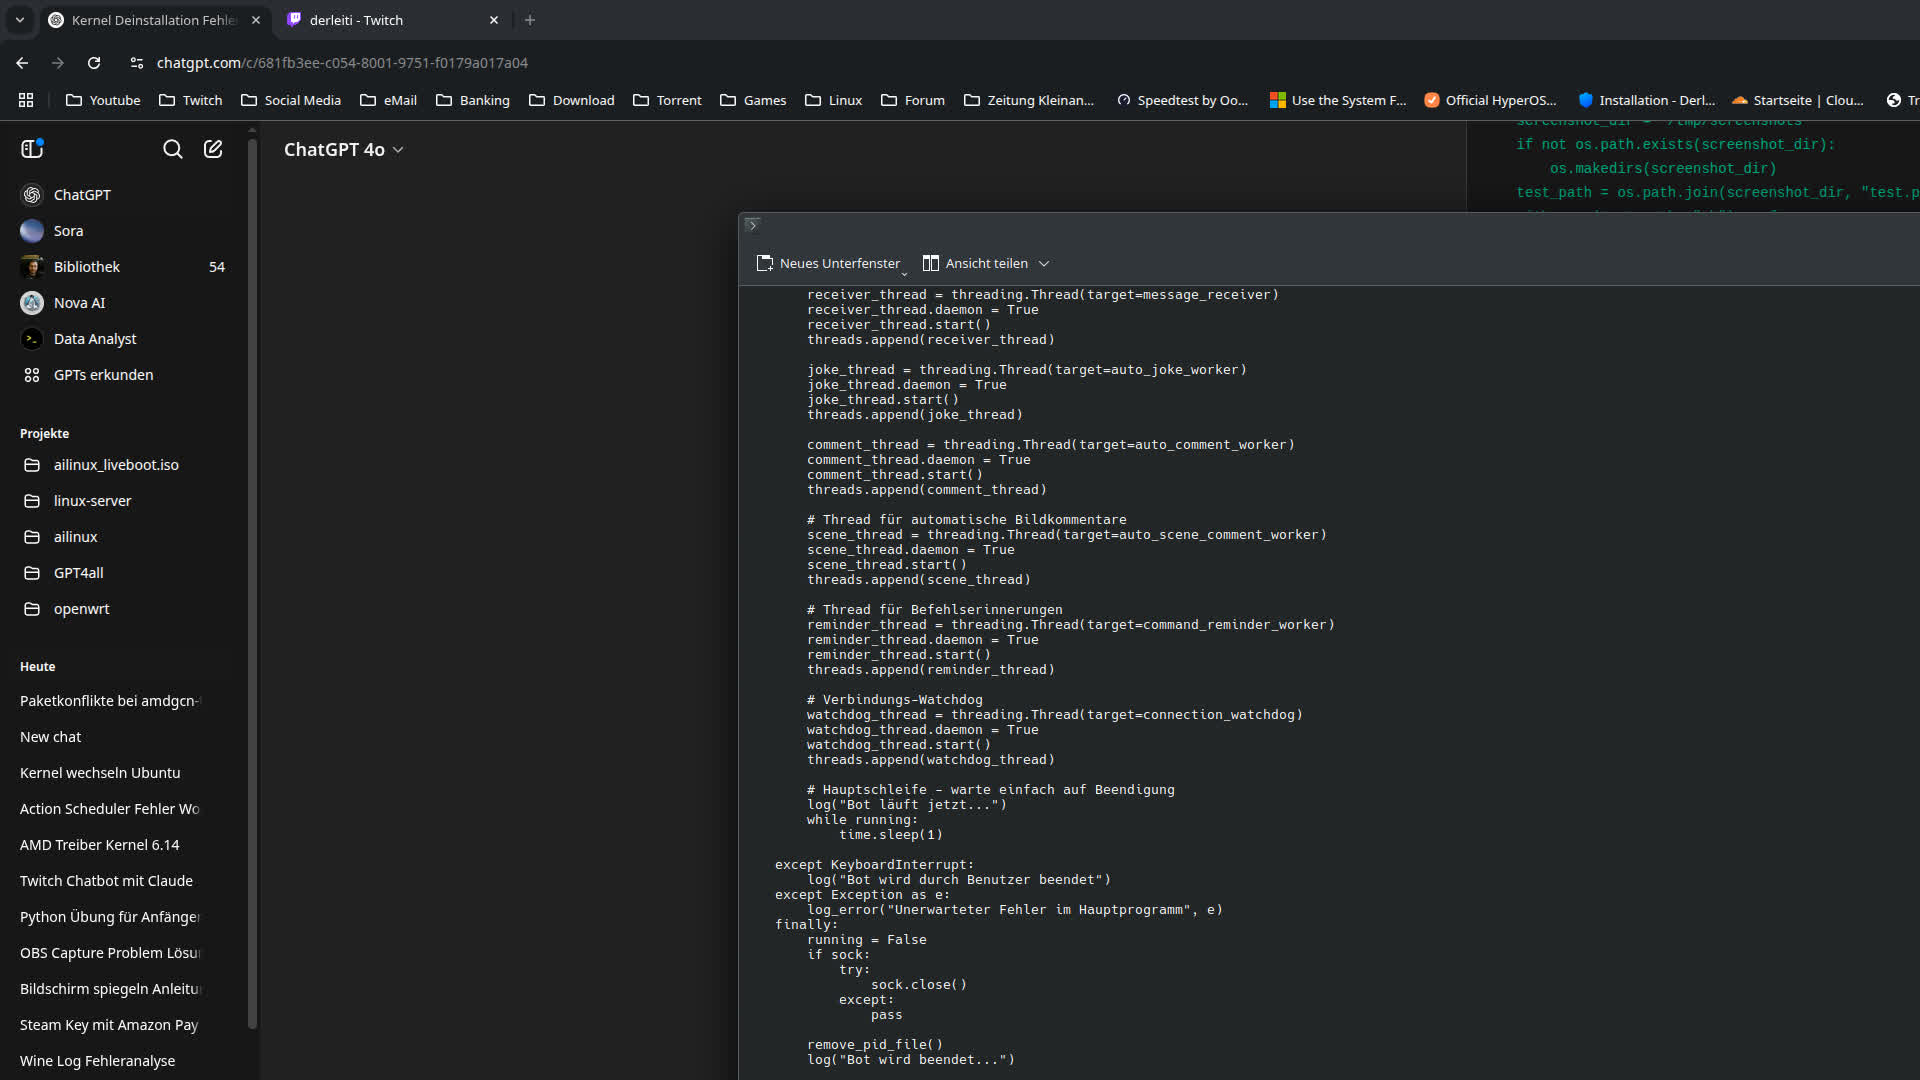 Kernel Deinstallation Fehle
derleiti - Twitch
chatgpt.com/c/681fb3ee-c054-8001-9751-f0179a017a04
Youtube
Twitch
Social Media
eMail
Banking
Download
Torrent
Games
Linux
Forum
Zeitung Kleinan...
Speedtest by Oo...
Use the System F...
Official HyperOS...
Installation - Derl...
Startseite | Clou...
Tr
ChatGPT
Sora
Bibliothek 54
Nova AI
Data Analyst
GPTs erkunden
Projekte
ailinux_liveboot.iso
linux-server
ailinux
GPT4all
openwrt
Heute
Paketkonflikte bei amdgcn-
New chat
Kernel wechseln Ubuntu
Action Scheduler Fehler Wo
AMD Treiber Kernel 6.14
Twitch Chatbot mit Claude
Python Übung für Anfänger
OBS Capture Problem Lösu
Bildschirm spiegeln Anleitu
Steam Key mit Amazon Pay
Wine Log Fehleranalyse
ChatGPT 4o
screenshot_dir = "/tmp/screenshots"
if not os.path.exists(screenshot_dir):
    os.makedirs(screenshot_dir)
test_path = os.path.join(screenshot_dir, "test.p
Neues Unterfenster
Ansicht teilen
receiver_thread = threading.Thread(target=message_receiver)
receiver_thread.daemon = True
receiver_thread.start()
threads.append(receiver_thread)
joke_thread = threading.Thread(target=auto_joke_worker)
joke_thread.daemon = True
joke_thread.start()
threads.append(joke_thread)
comment_thread = threading.Thread(target=auto_comment_worker)
comment_thread.daemon = True
comment_thread.start()
threads.append(comment_thread)
# Thread für automatische Bildkommentare
scene_thread = threading.Thread(target=auto_scene_comment_worker)
scene_thread.daemon = True
scene_thread.start()
threads.append(scene_thread)
# Thread für Befehlserinnerungen
reminder_thread = threading.Thread(target=command_reminder_worker)
reminder_thread.daemon = True
reminder_thread.start()
threads.append(reminder_thread)
# Verbindungs-Watchdog
watchdog_thread = threading.Thread(target=connection_watchdog)
watchdog_thread.daemon = True
watchdog_thread.start()
threads.append(watchdog_thread)
# Hauptschleife – warte einfach auf Beendigung
log("Bot läuft jetzt...")
while running:
    time.sleep(1)
except KeyboardInterrupt:
    log("Bot wird durch Benutzer beendet")
except Exception as e:
    log_error("Unerwarteter Fehler im Hauptprogramm", e)
finally:
    running = False
    if sock:
        try:
            sock.close()
        except:
            pass
    remove_pid_file()
    log("Bot wird beendet...")